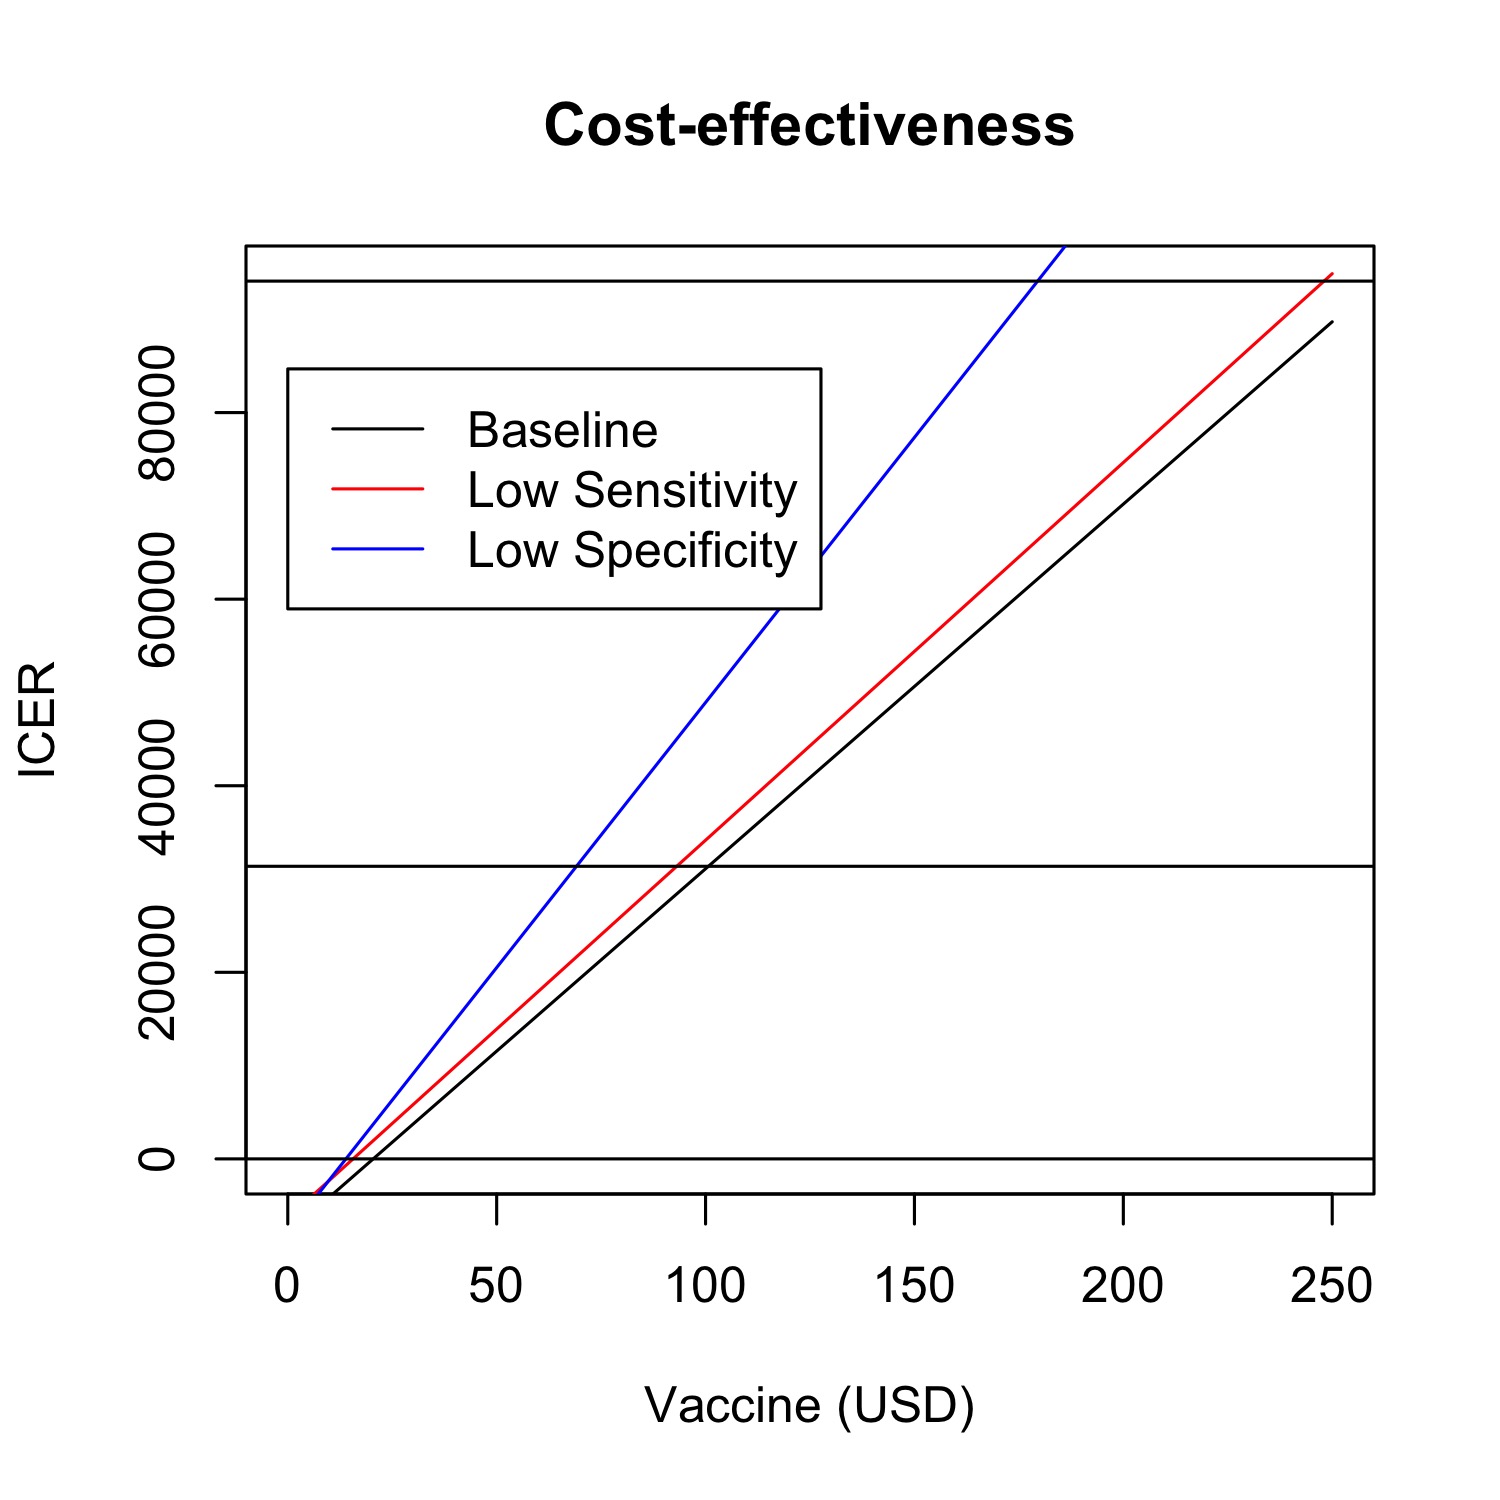 Cost-effectiveness
ICER
80000
60000
40000
20000
0
Baseline
Low Sensitivity
Low Specificity
0 50 100 150 200 250
Vaccine (USD)